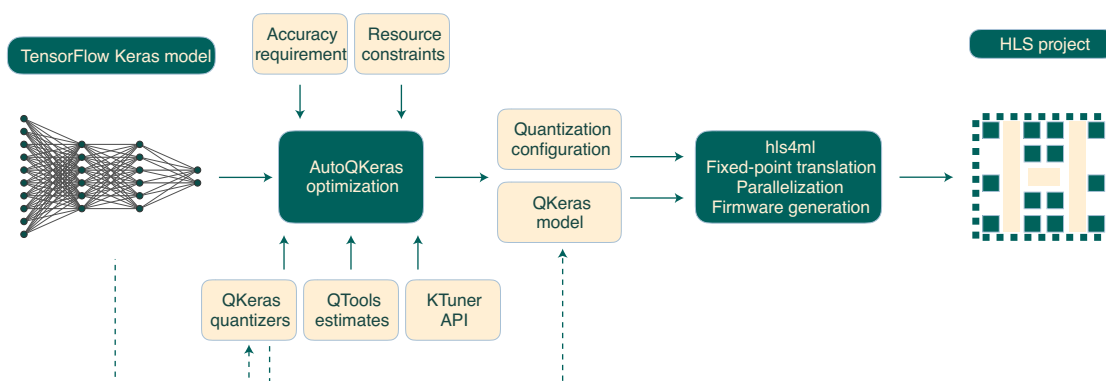 TensorFlow Keras model
Accuracy
requirement
Resource
constraints
HLS project
AutoQKeras
optimization
Quantization
configuration
QKeras
model
hls4ml
Fixed-point translation
Parallelization
Firmware generation
QKeras
quantizers
QTools
estimates
KTuner
API